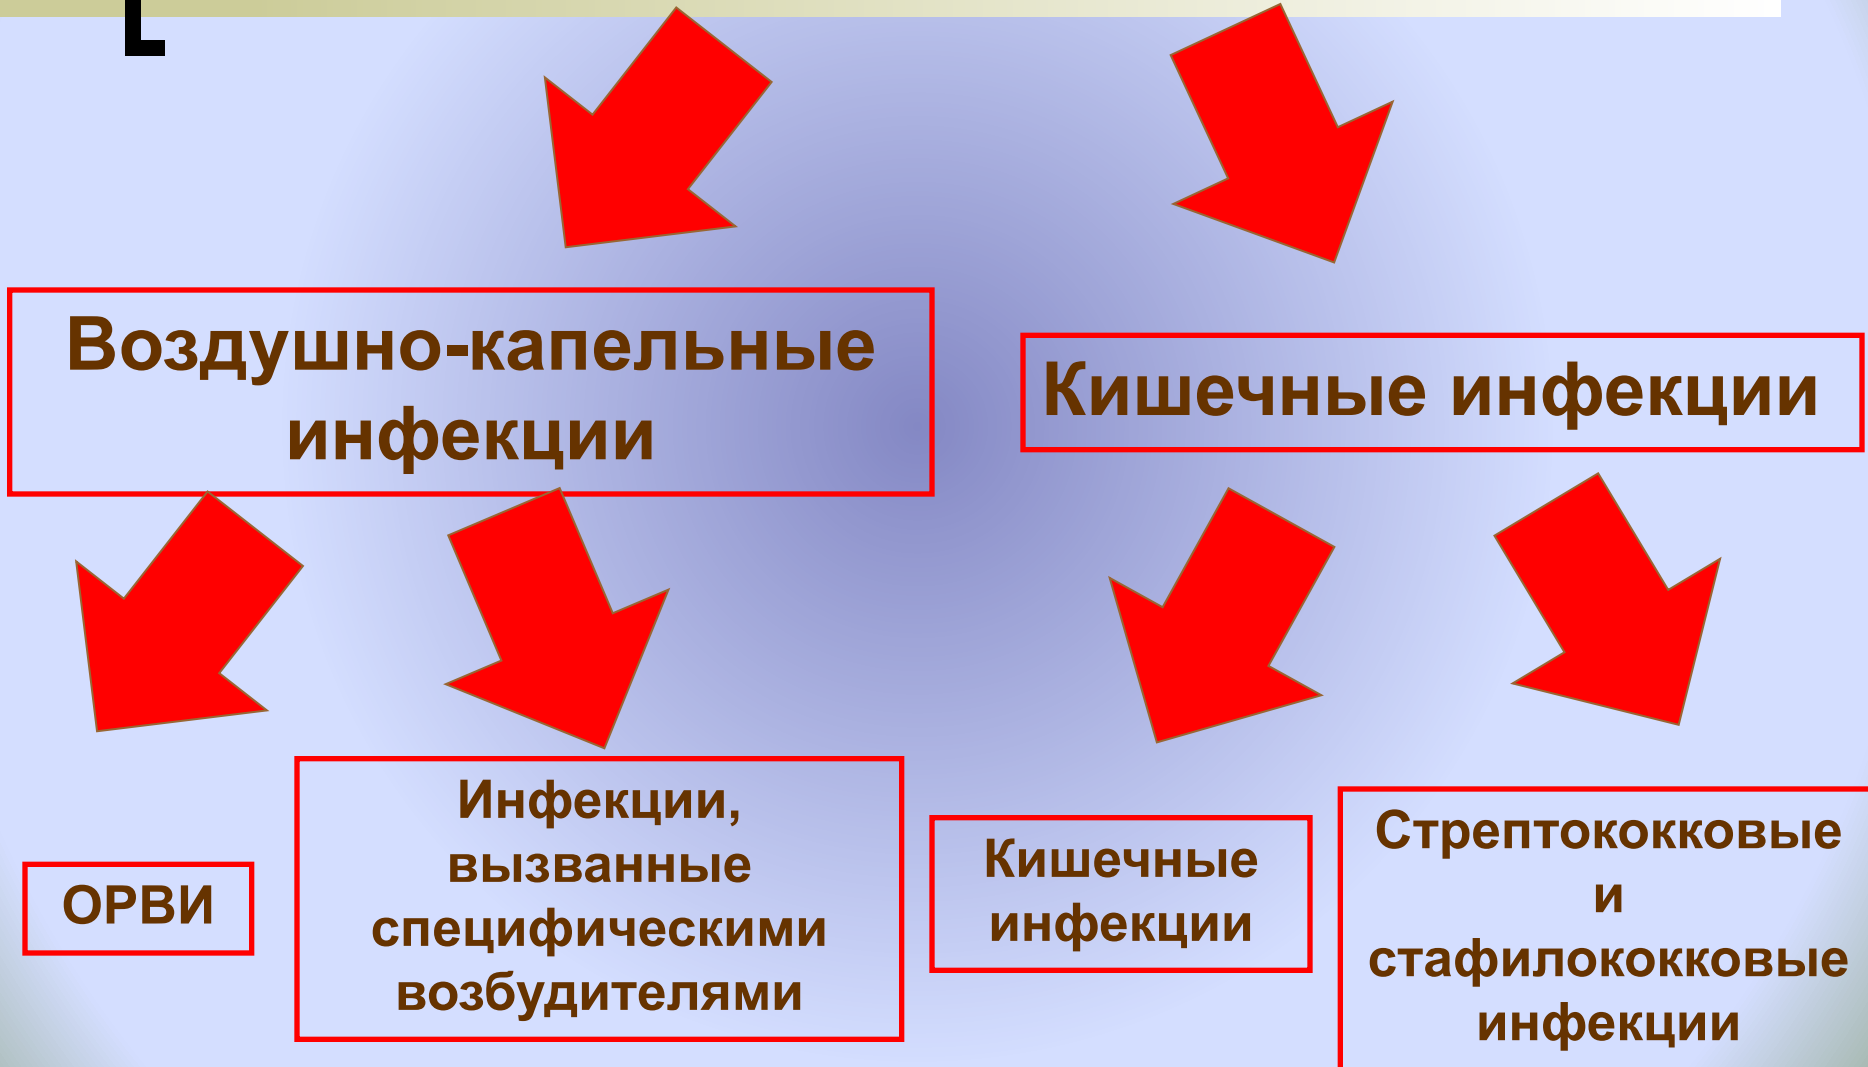 Воздушно-капельные
инфекции
Кишечные инфекции
ОРВИ
Инфекции,
вызванные
специфическими
возбудителями
Кишечные
инфекции
Стрептококковые
и
стафилококковые
инфекции